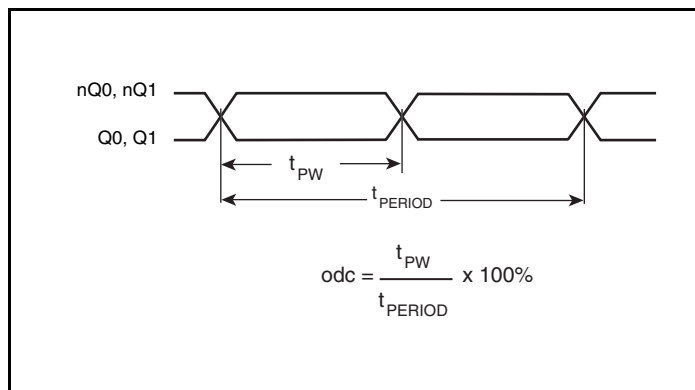 nQ0, nQ1
Q0, Q1
tPW
tPERIOD
odc = tPW / tPERIOD x 100%